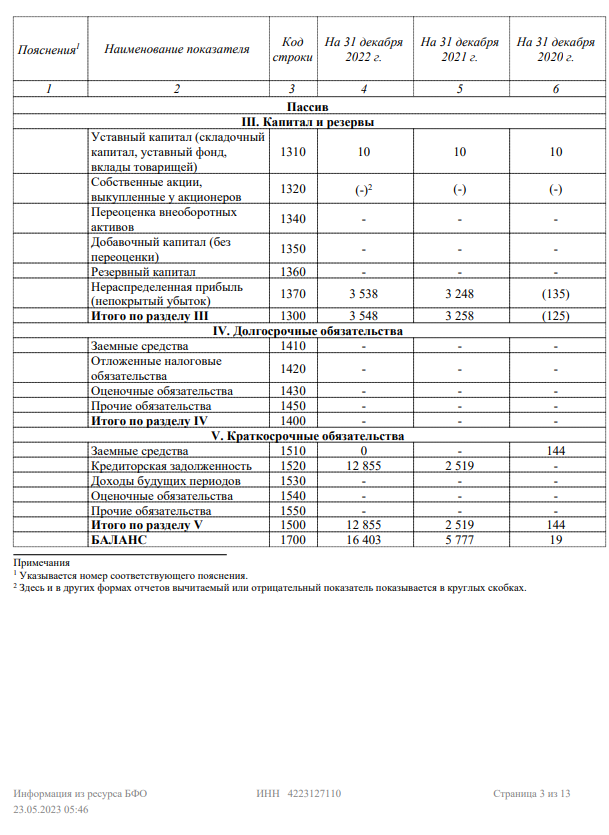 Пояснения1 Наименование показателя Код строки На 31 декабря 2022 г. На 31 декабря 2021 г. На 31 декабря 2020 г.
1 2 3 4 5 6
Пассив
III. Капитал и резервы
Уставный капитал (складочный
капитал, уставный фонд, 1310 10 10 10
вклады товарищей)
Собственные акции,
выкупленные у акционеров 1320 (-)2 (-) (-)
Переоценка внеоборотных
активов 1340 - - -
Добавочный капитал (без
переоценки) 1350 - - -
Резервный капитал 1360 - - -
Нераспределенная прибыль
(непокрытый убыток) 1370 3 538 3 248 (135)
Итого по разделу III 1300 3 548 3 258 (125)
IV. Долгосрочные обязательства
Заемные средства 1410 - - -
Отложенные налоговые
обязательства 1420 - - -
Оценочные обязательства 1430 - - -
Прочие обязательства 1450 - - -
Итого по разделу IV 1400 - - -
V. Краткосрочные обязательства
Заемные средства 1510 0 - 144
Кредиторская задолженность 1520 12 855 2 519 -
Доходы будущих периодов 1530 - - -
Оценочные обязательства 1540 - - -
Прочие обязательства 1550 - - -
Итого по разделу V 1500 12 855 2 519 144
БАЛАНС 1700 16 403 5 777 19
Примечания
1 Указывается номер соответствующего пояснения.
2 Здесь и в других формах отчетов вычитаемый или отрицательный показатель показывается в круглых скобках.
Информация из ресурса БФО ИНН 4223127110 Страница 3 из 13
23.05.2023 05:46